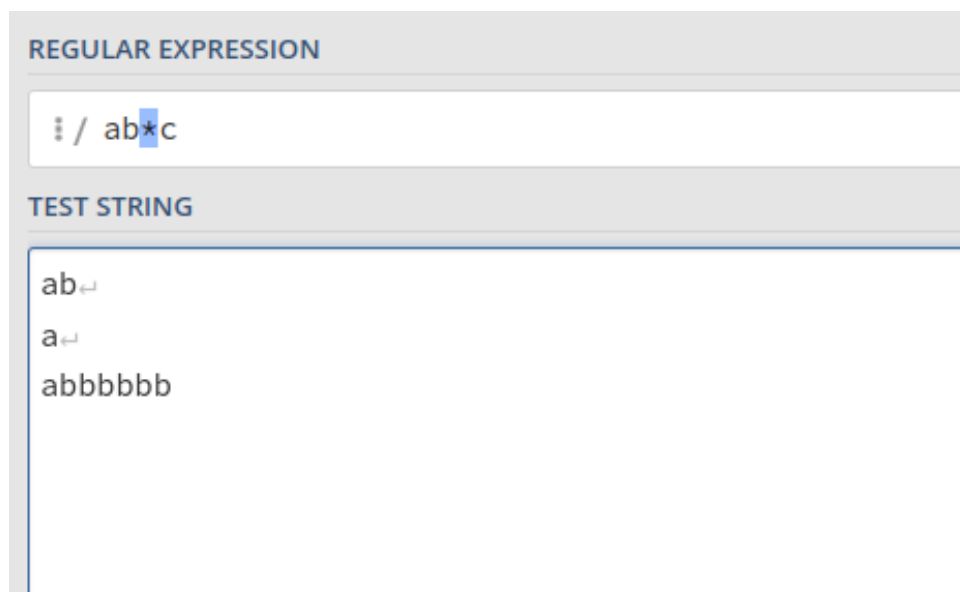 REGULAR EXPRESSION
⋮/ ab*c
TEST STRING
ab↵
a↵
abbbbbb